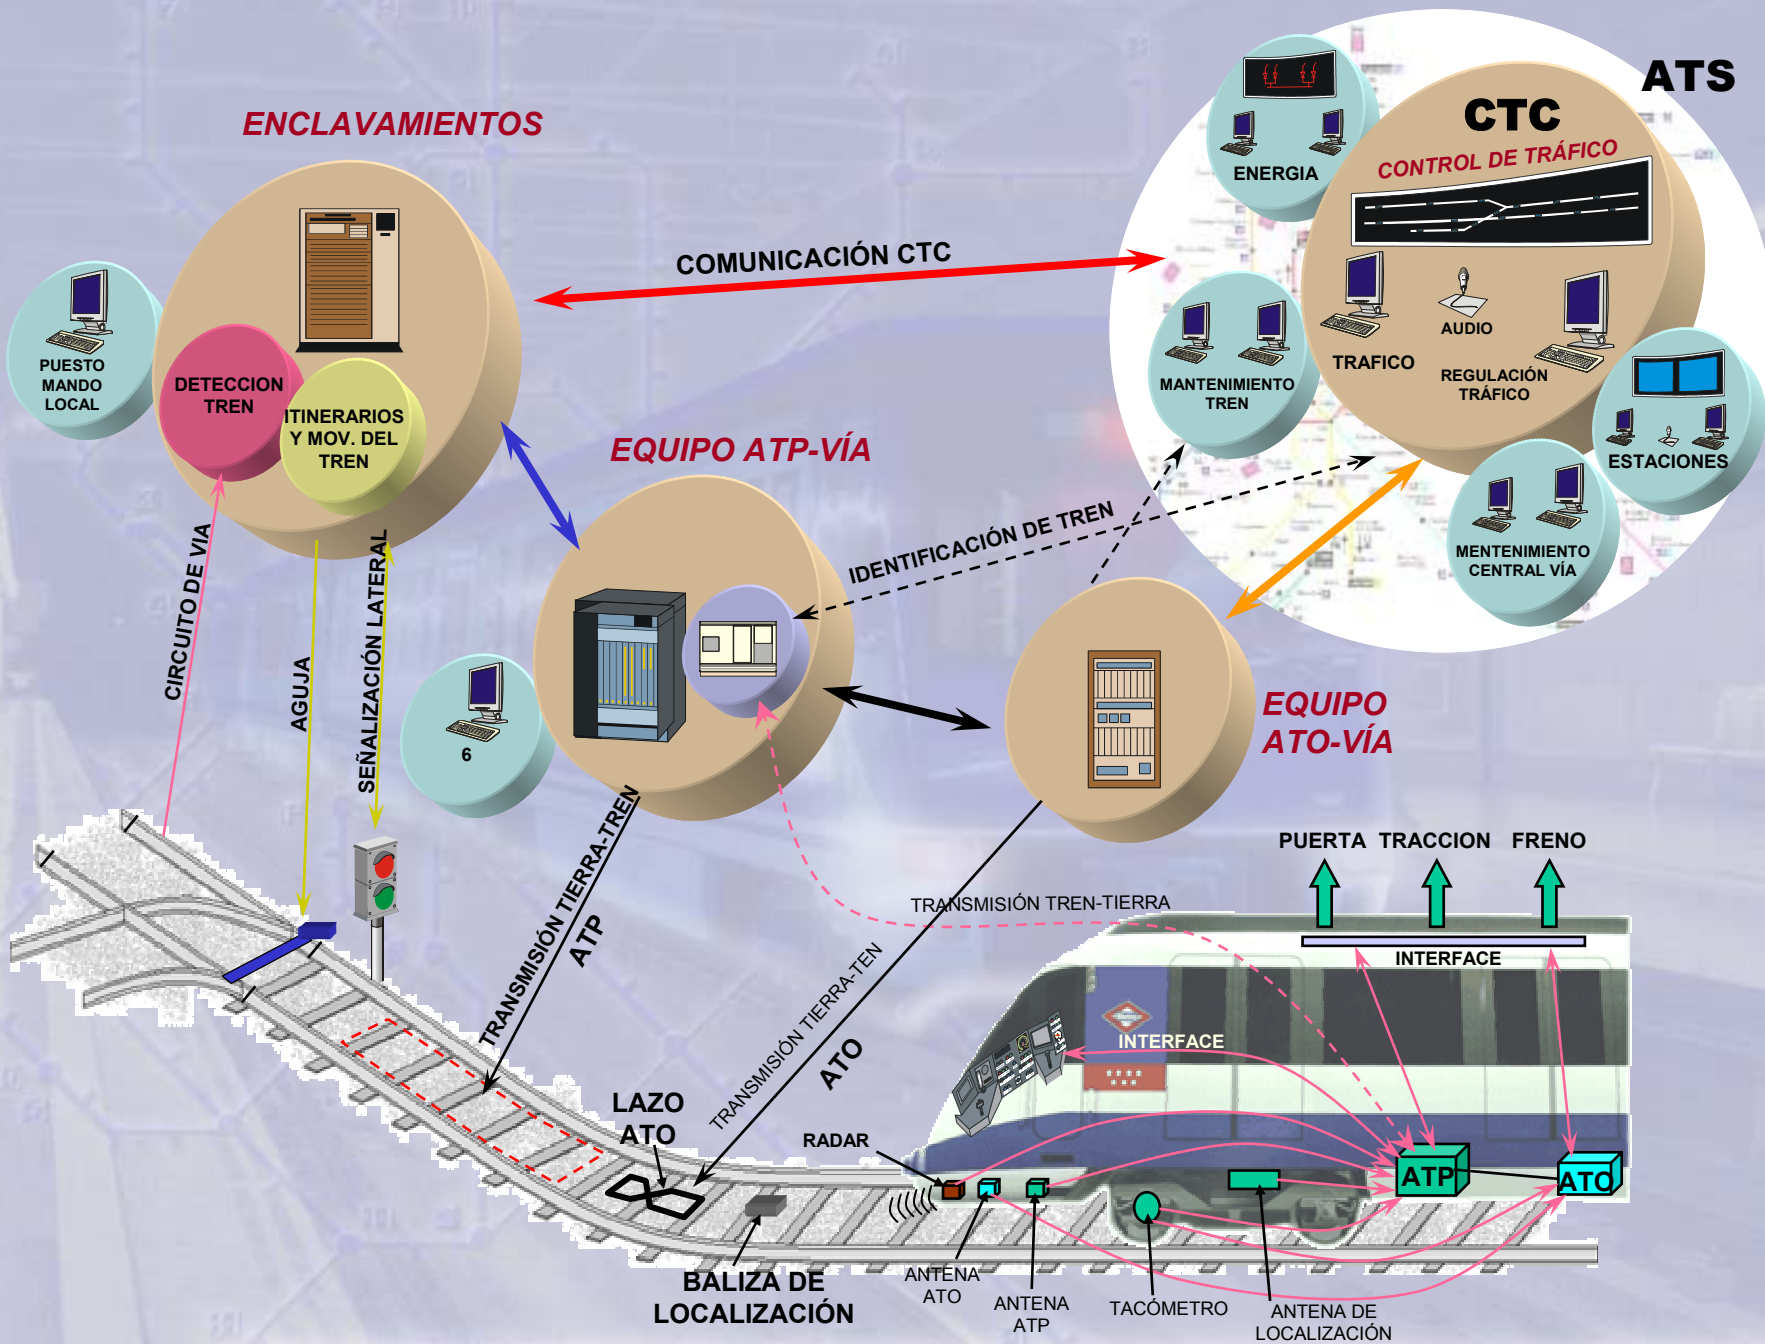 ATS
CTC
CONTROL DE TRÁFICO
ENERGIA
ENCLAVAMIENTOS
COMUNICACIÓN CTC
TRAFICO
AUDIO
REGULACIÓN
TRÁFICO
MANTENIMIENTO
TREN
ESTACIONES
MENTENIMIENTO
CENTRAL VÍA
PUESTO
MANDO
LOCAL
DETECCION
TREN
ITINERARIOS
Y MOV. DEL
TREN
EQUIPO ATP-VÍA
IDENTIFICACIÓN DE TREN
CIRCUITO DE VIA
AGUJA
SEÑALIZACIÓN LATERAL
6
EQUIPO
ATO-VÍA
TRANSMISIÓN TIERRA-TREN
ATP
TRANSMISIÓN TREN-TIERRA
TRANSMISIÓN TIERRA-TEN
ATO
PUERTA
TRACCION
FRENO
INTERFACE
INTERFACE
LAZO
ATO
RADAR
ATP
ATO
BALIZA DE
LOCALIZACIÓN
ANTENA
ATO
ANTENA
ATP
TACÓMETRO
ANTENA DE
LOCALIZACIÓN